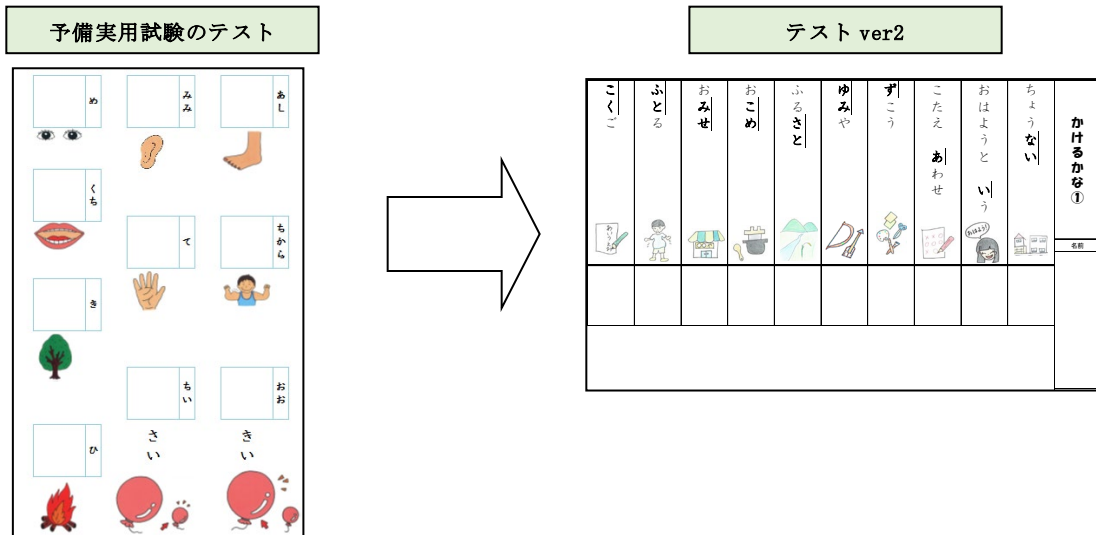 予備実用試験のテスト
あし
ちから
おお
きい
みみ
て
ちい
さい
め
くち
き
ひ
テスト ver2
かけるかな①
名前
ちょうない
おはようと いう
おはよう!
こたえ あわせ
ずこう
ゆみや
ふるさと
おこめ
おみせ
ふとる
こくご